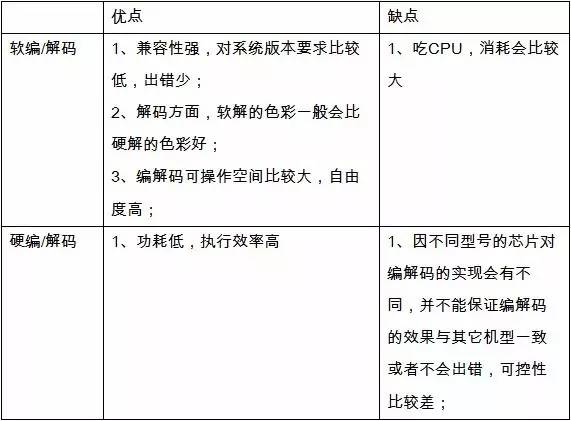 优点
缺点
软编/解码
1、兼容性强，对系统版本要求比较
低，出错少；
2、解码方面，软解的色彩一般会比
硬解的色彩好；
3、编解码可操作空间比较大，自由
度高；
1、吃CPU，消耗会比较
大
硬编/解码
1、功耗低，执行效率高
1、因不同型号的芯片对
编解码的实现会有不
同，并不能保证编解码
的效果与其它机型一致
或者不会出错，可控性
比较差；